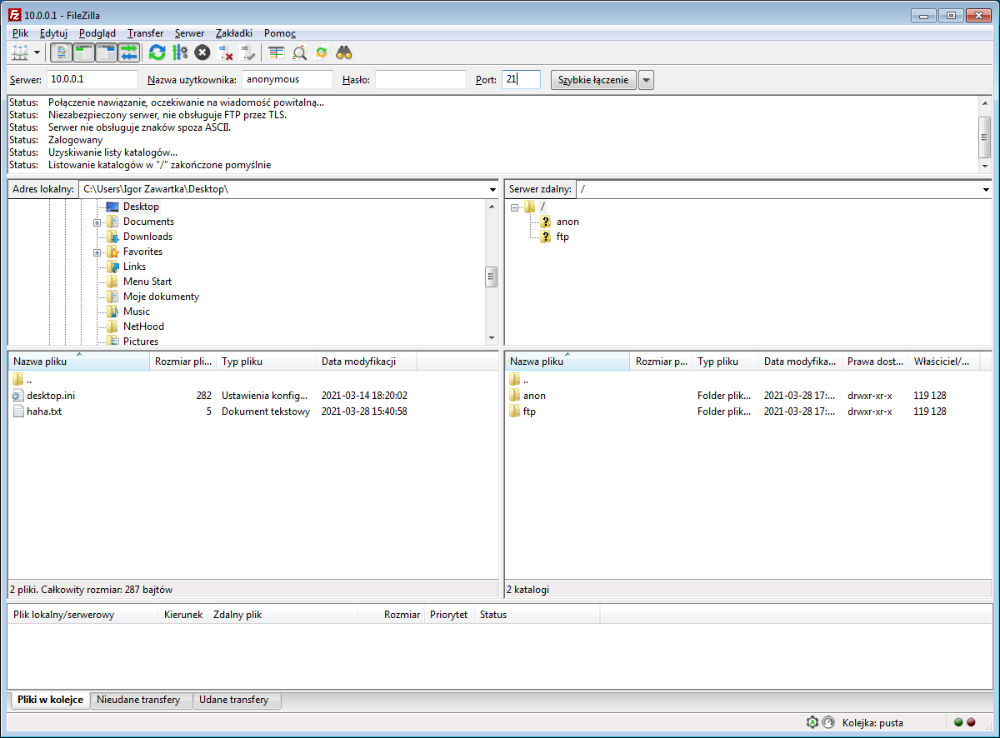 10.0.0.1 - FileZilla
Plik Edytuj Podgląd Transfer Serwer Zakładki Pomoc
Serwer: 10.0.0.1 Nazwa użytkownika: anonymous Hasło: Port: 21 Szybkie łączenie
Status: Połączenie nawiązanie, oczekiwanie na wiadomość powitalną...
Status: Niezabezpieczony serwer, nie obsługuje FTP przez TLS.
Status: Serwer nie obsługuje znaków spoza ASCII.
Status: Zalogowany
Status: Uzyskiwanie listy katalogów...
Status: Listowanie katalogów w "/" zakończone pomyślnie
Adres lokalny: C:\Users\Igor Zawartka\Desktop\
Desktop
Documents
Downloads
Favorites
Links
Menu Start
Moje dokumenty
Music
NetHood
Pictures
Serwer zdalny: /
/
anon
ftp
Nazwa pliku Rozmiar pli... Typ pliku Data modyfikacji
..
desktop.ini 282 Ustawienia konfig... 2021-03-14 18:20:02
haha.txt 5 Dokument tekstowy 2021-03-28 15:40:58
2 pliki. Całkowity rozmiar: 287 bajtów
Nazwa pliku Rozmiar p... Typ pliku Data modyfika... Prawa dost... Właściciel/...
..
anon Folder plik... 2021-03-28 17:... drwxr-xr-x 119 128
ftp Folder plik... 2021-03-28 17:... drwxr-xr-x 119 128
2 katalogi
Plik lokalny/serwerowy Kierunek Zdalny plik Rozmiar Priorytet Status
Pliki w kolejce Nieudane transfery Udane transfery
Kolejka: pusta